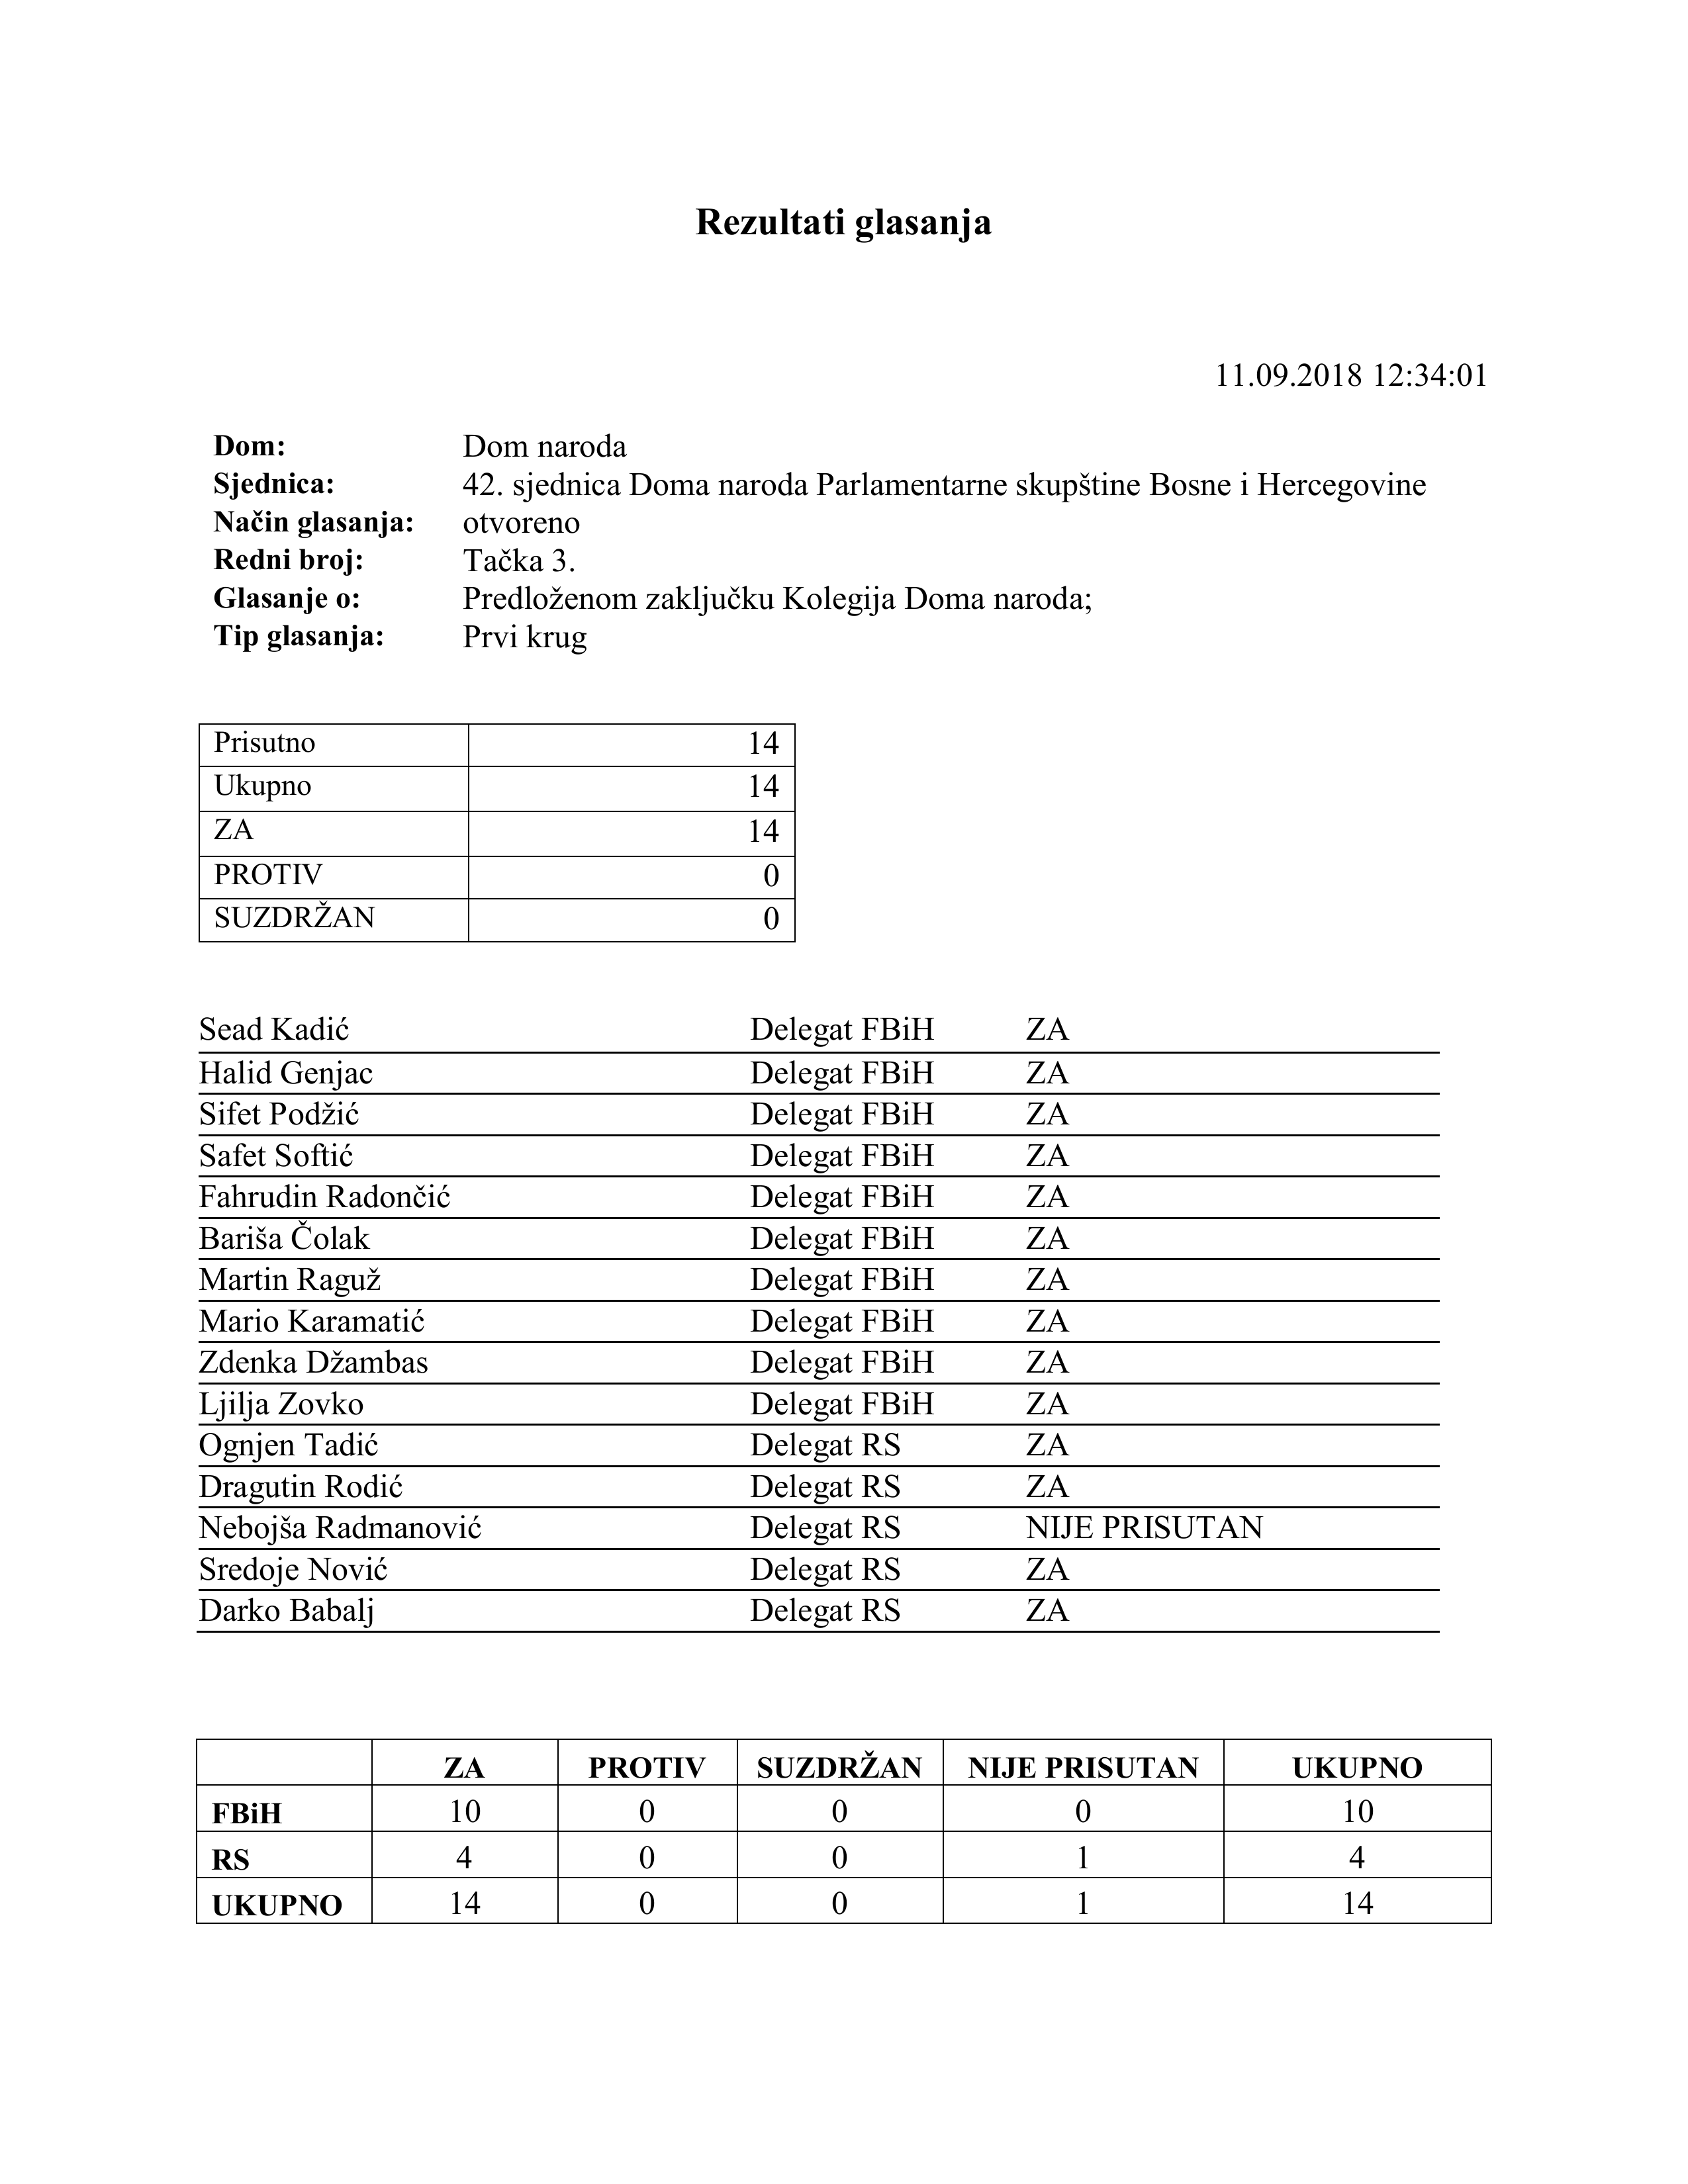 Rezultati glasanja
11.09.2018 12:34:01
Dom: Dom naroda
Sjednica: 42. sjednica Doma naroda Parlamentarne skupštine Bosne i Hercegovine
Način glasanja: otvoreno
Redni broj: Tačka 3.
Glasanje o: Predloženom zaključku Kolegija Doma naroda;
Tip glasanja: Prvi krug
Prisutno 14
Ukupno 14
ZA 14
PROTIV 0
SUZDRŽAN 0
Sead Kadić Delegat FBiH ZA
Halid Genjac Delegat FBiH ZA
Sifet Podžić Delegat FBiH ZA
Safet Softić Delegat FBiH ZA
Fahrudin Radončić Delegat FBiH ZA
Bariša Čolak Delegat FBiH ZA
Martin Raguž Delegat FBiH ZA
Mario Karamatić Delegat FBiH ZA
Zdenka Džambas Delegat FBiH ZA
Ljilja Zovko Delegat FBiH ZA
Ognjen Tadić Delegat RS ZA
Dragutin Rodić Delegat RS ZA
Nebojša Radmanović Delegat RS NIJE PRISUTAN
Sredoje Nović Delegat RS ZA
Darko Babalj Delegat RS ZA
ZA PROTIV SUZDRŽAN NIJE PRISUTAN UKUPNO
FBiH 10 0 0 0 10
RS 4 0 0 1 4
UKUPNO 14 0 0 1 14